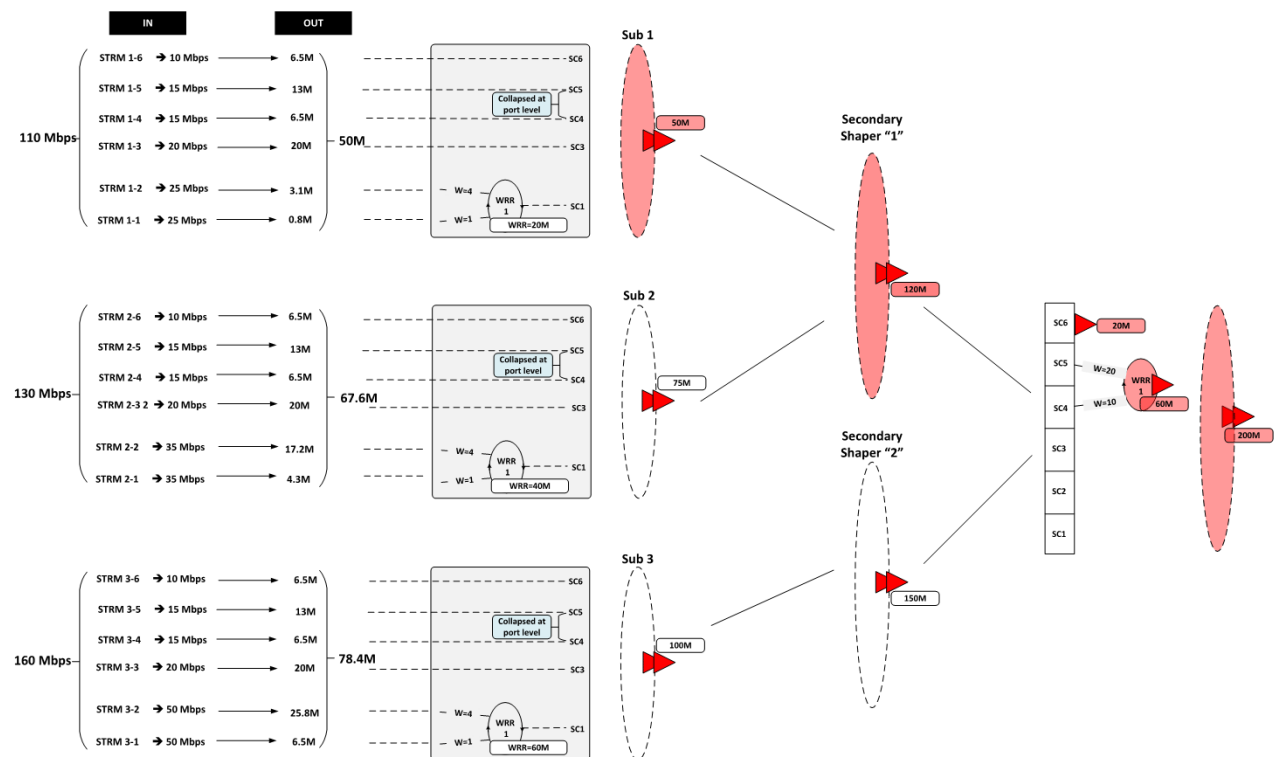 IN OUT
Sub 1
STRM 1-6 ➔ 10 Mbps 6.5M
SC6
STRM 1-5 ➔ 15 Mbps 13M
SC5
Collapsed at
port level
STRM 1-4 ➔ 15 Mbps 6.5M
SC4
50M
110 Mbps
50M
STRM 1-3 ➔ 20 Mbps 20M
SC3
STRM 1-2 ➔ 25 Mbps 3.1M
W=4
WRR
1
SC1
STRM 1-1 ➔ 25 Mbps 0.8M
W=1
WRR=20M
Secondary
Shaper “1”
120M
Sub 2
STRM 2-6 ➔ 10 Mbps 6.5M
SC6
STRM 2-5 ➔ 15 Mbps 13M
SC5
Collapsed at
port level
STRM 2-4 ➔ 15 Mbps 6.5M
SC4
75M
130 Mbps
67.6M
STRM 2-3 2 ➔ 20 Mbps 20M
SC3
STRM 2-2 ➔ 35 Mbps 17.2M
W=4
WRR
1
SC1
STRM 2-1 ➔ 35 Mbps 4.3M
W=1
WRR=40M
SC6
20M
SC5
W=20
WRR
1
SC4
W=10
60M
SC3
SC2
SC1
200M
Secondary
Shaper “2”
150M
Sub 3
STRM 3-6 ➔ 10 Mbps 6.5M
SC6
STRM 3-5 ➔ 15 Mbps 13M
SC5
Collapsed at
port level
STRM 3-4 ➔ 15 Mbps 6.5M
SC4
100M
160 Mbps
78.4M
STRM 3-3 ➔ 20 Mbps 20M
SC3
STRM 3-2 ➔ 50 Mbps 25.8M
W=4
WRR
1
SC1
STRM 3-1 ➔ 50 Mbps 6.5M
W=1
WRR=60M